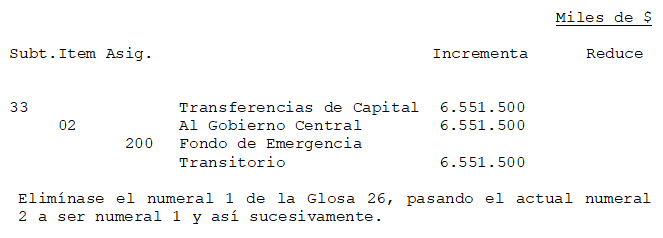 Miles de $
Subt. Item Asig. Incrementa Reduce
33 Transferencias de Capital 6.551.500
02 Al Gobierno Central 6.551.500
200 Fondo de Emergencia
Transitorio 6.551.500
Elimínase el numeral 1 de la Glosa 26, pasando el actual numeral
2 a ser numeral 1 y así sucesivamente.